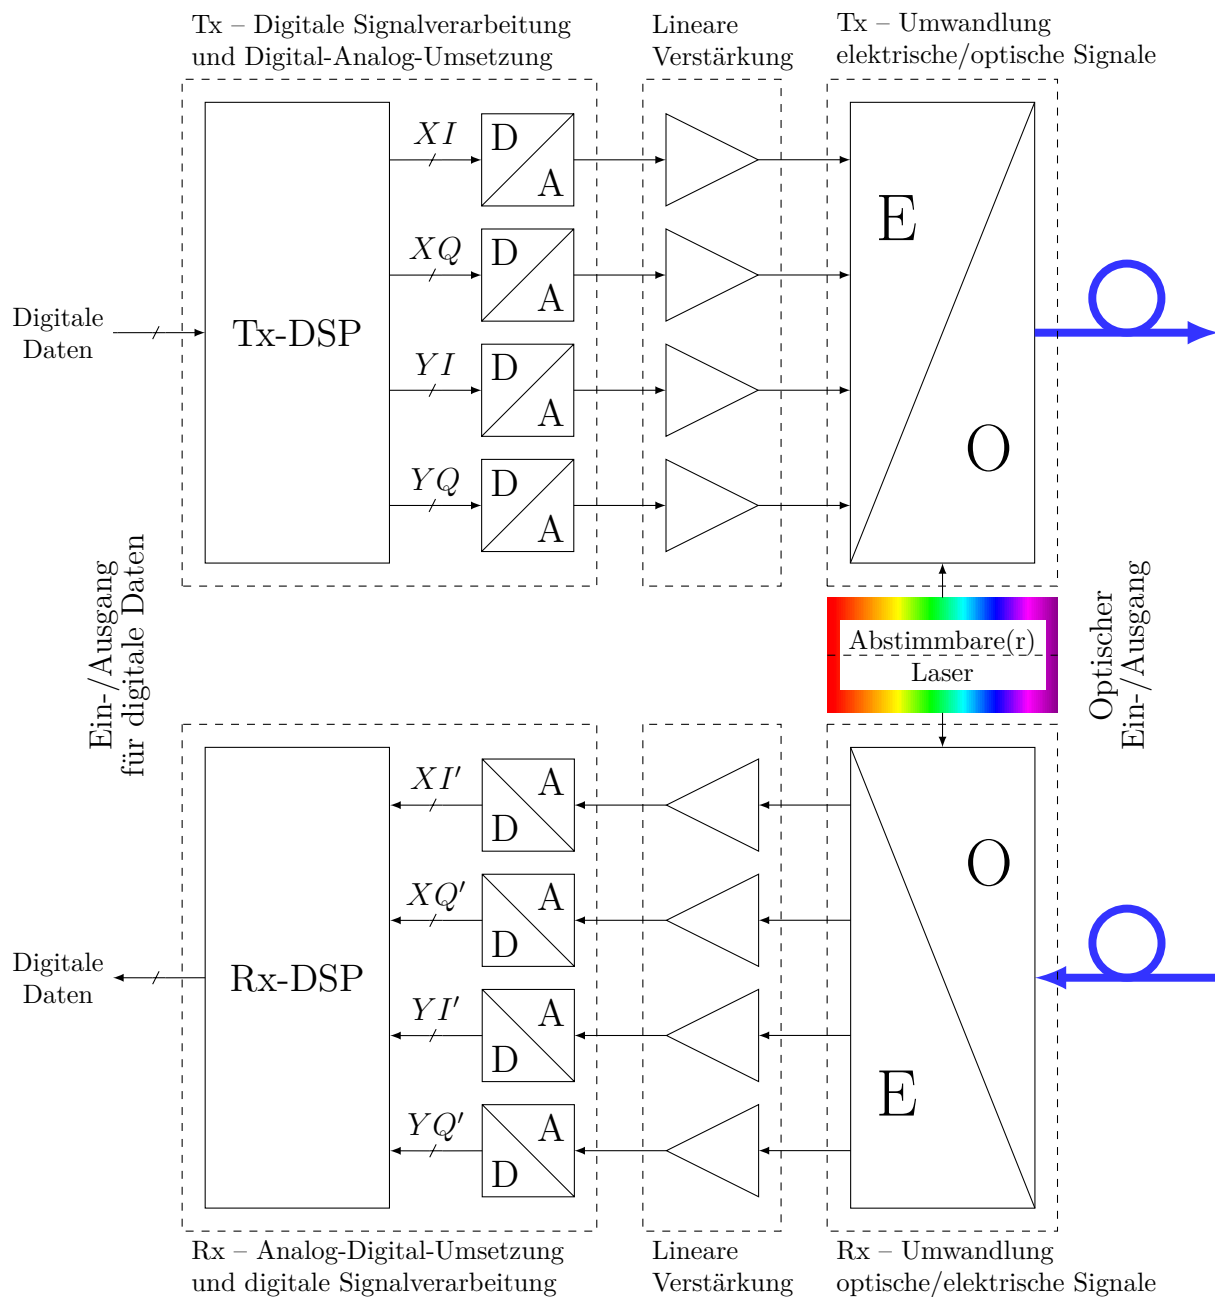 Tx – Digitale Signalverarbeitung
und Digital-Analog-Umsetzung
Lineare
Verstärkung
Tx – Umwandlung
elektrische/optische Signale
Digitale
Daten
Tx-DSP
XI
D
A
XQ
D
A
YI
D
A
YQ
D
A
E
O
Ein-/Ausgang
für digitale Daten
Abstimmbare(r)
Laser
Optischer
Ein-/Ausgang
Digitale
Daten
Rx-DSP
XI′
A
D
XQ′
A
D
YI′
A
D
YQ′
A
D
O
E
Rx – Analog-Digital-Umsetzung
und digitale Signalverarbeitung
Lineare
Verstärkung
Rx – Umwandlung
optische/elektrische Signale